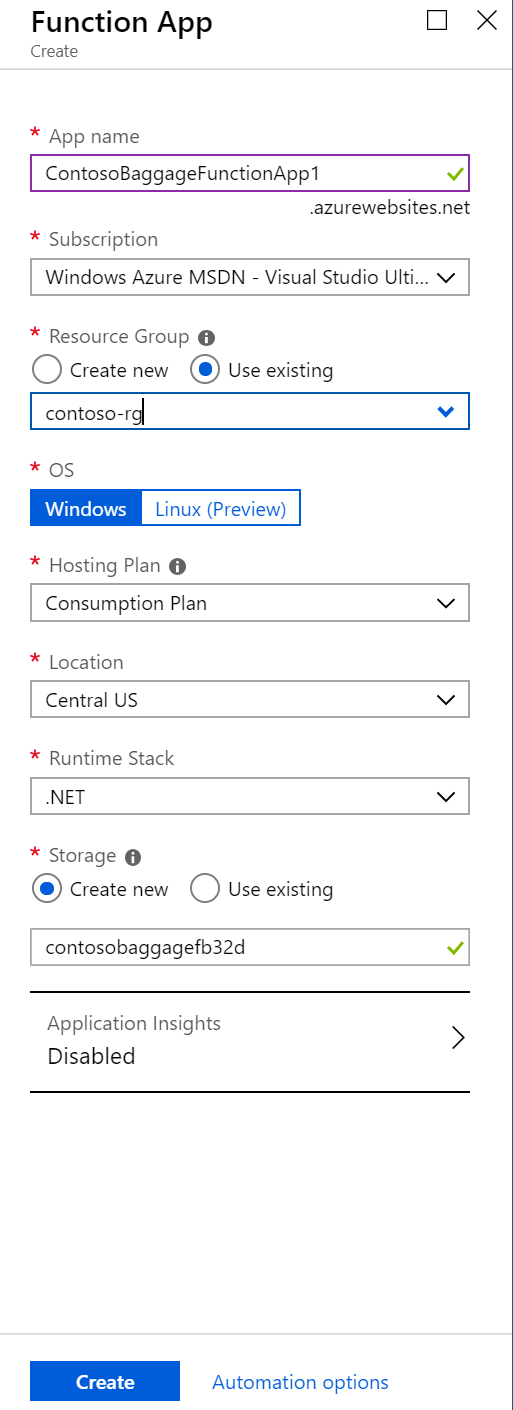 Function App
Create
* App name
ContosoBaggageFunctionApp1
.azurewebsites.net
* Subscription
Windows Azure MSDN - Visual Studio Ulti...
* Resource Group
Create new Use existing
contoso-rg
* OS
Windows Linux (Preview)
* Hosting Plan
Consumption Plan
* Location
Central US
* Runtime Stack
.NET
* Storage
Create new Use existing
contosobaggagefb32d
Application Insights
Disabled
Create Automation options